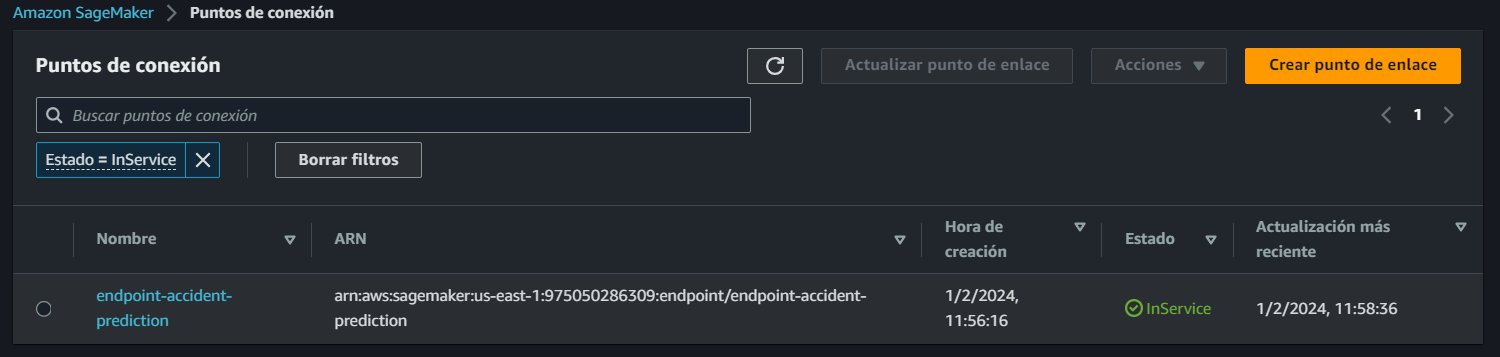 Amazon SageMaker > Puntos de conexión
Puntos de conexión
Actualizar punto de enlace
Acciones
Crear punto de enlace
Buscar puntos de conexión
1
Estado = InService
Borrar filtros
Nombre
ARN
Hora de
creación
Estado
Actualización más
reciente
endpoint-accident-
prediction
arn:aws:sagemaker:us-east-1:975050286309:endpoint/endpoint-accident-
prediction
1/2/2024,
11:56:16
InService
1/2/2024, 11:58:36